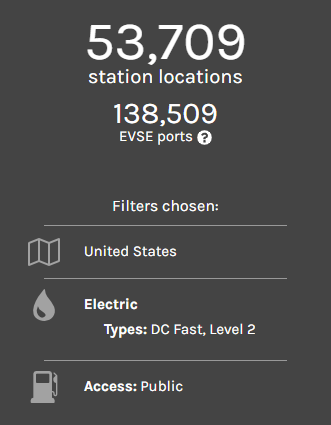 53,709
station locations
138,509
EVSE ports ?
Filters chosen:
United States
Electric
Types: DC Fast, Level 2
Access: Public